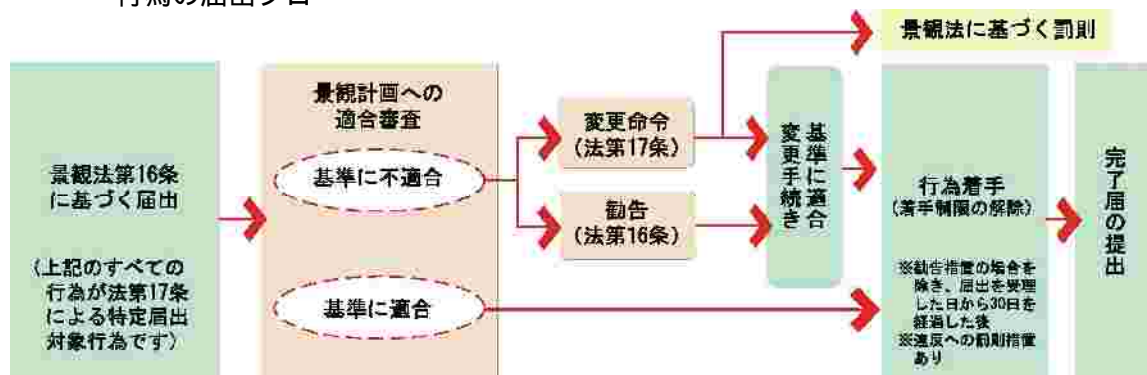 行為の届出フロー
景観法に基づく罰則
景観法第16条
に基づく届出
(上記のすべての
行為が法第17条
による特定届出
対象行為です)
景観計画への
適合審査
基準に不適合
基準に適合
変更命令
(法第17条)
勧告
(法第16条)
基準に適合
変更手続き
行為着手
(着手制限の解除)
※勧告措置の場合を
除き、届出を受理
した日から30日を
経過した後
※違反への罰則措置
あり
完了届の提出